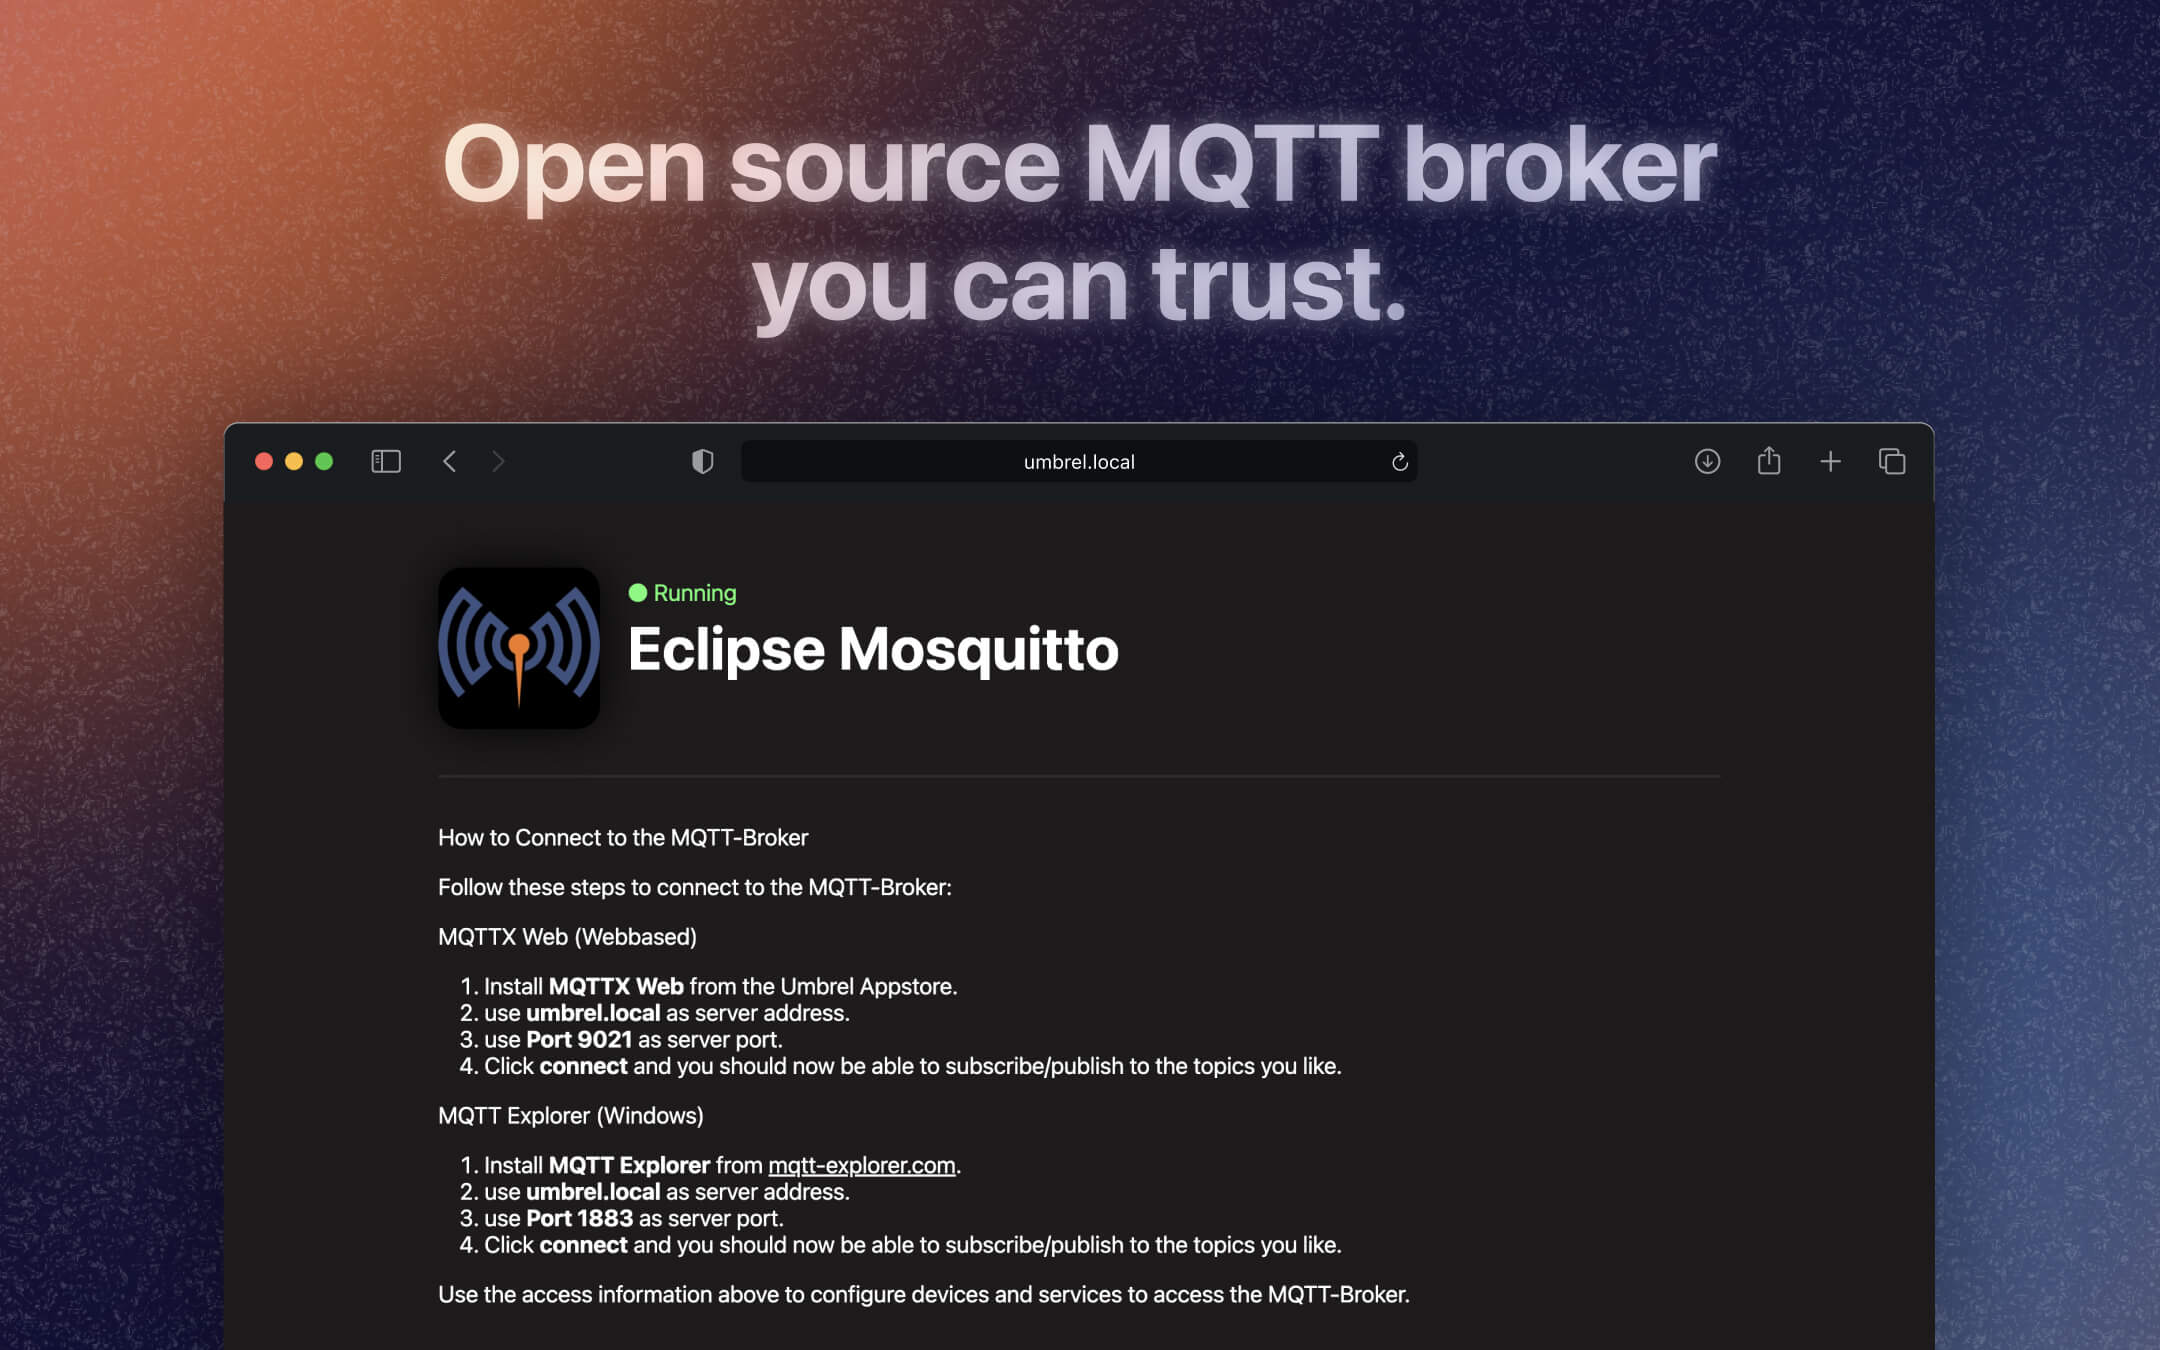 Open source MQTT broker
you can trust.
umbrel.local
Running
Eclipse Mosquitto
How to Connect to the MQTT-Broker
Follow these steps to connect to the MQTT-Broker:
MQTTX Web (Webbased)
1. Install MQTTX Web from the Umbrel Appstore.
2. use umbrel.local as server address.
3. use Port 9021 as server port.
4. Click connect and you should now be able to subscribe/publish to the topics you like.
MQTT Explorer (Windows)
1. Install MQTT Explorer from mqtt-explorer.com.
2. use umbrel.local as server address.
3. use Port 1883 as server port.
4. Click connect and you should now be able to subscribe/publish to the topics you like.
Use the access information above to configure devices and services to access the MQTT-Broker.